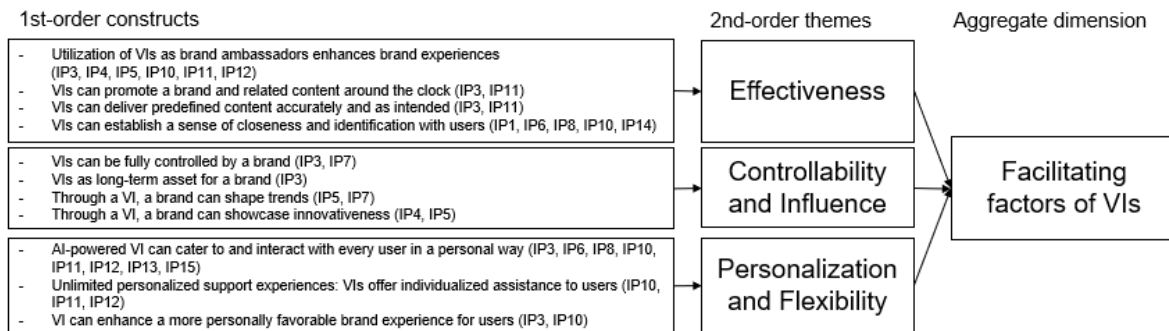 1st-order constructs
2nd-order themes
Aggregate dimension
- Utilization of VIs as brand ambassadors enhances brand experiences
(IP3, IP4, IP5, IP10, IP11, IP12)
- VIs can promote a brand and related content around the clock (IP3, IP11)
- VIs can deliver predefined content accurately and as intended (IP3, IP11)
- VIs can establish a sense of closeness and identification with users (IP1, IP6, IP8, IP10, IP14)
Effectiveness
- VIs can be fully controlled by a brand (IP3, IP7)
- VIs as long-term asset for a brand (IP3)
- Through a VI, a brand can shape trends (IP5, IP7)
- Through a VI, a brand can showcase innovativeness (IP4, IP5)
Controllability
and Influence
Facilitating
factors of VIs
- AI-powered VI can cater to and interact with every user in a personal way (IP3, IP6, IP8, IP10,
IP11, IP12, IP13, IP15)
- Unlimited personalized support experiences: VIs offer individualized assistance to users (IP10,
IP11, IP12)
- VI can enhance a more personally favorable brand experience for users (IP3, IP10)
Personalization
and Flexibility